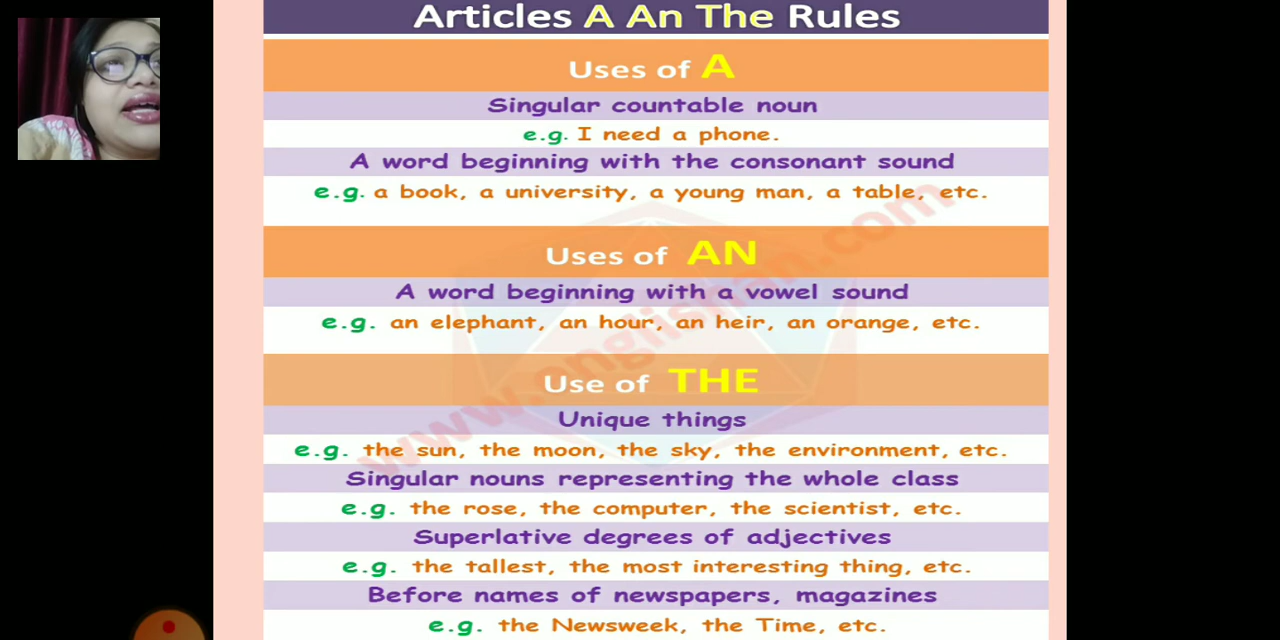 Articles A An The Rules
Uses of A
Singular countable noun
e.g. I need a phone.
A word beginning with the consonant sound
e.g. a book, a university, a young man, a table, etc.
Uses of AN
A word beginning with a vowel sound
e.g. an elephant, an hour, an heir, an orange, etc.
Use of THE
Unique things
e.g. the sun, the moon, the sky, the environment, etc.
Singular nouns representing the whole class
e.g. the rose, the computer, the scientist, etc.
Superlative degrees of adjectives
e.g. the tallest, the most interesting thing, etc.
Before names of newspapers, magazines
e.g. the Newsweek, the Time, etc.